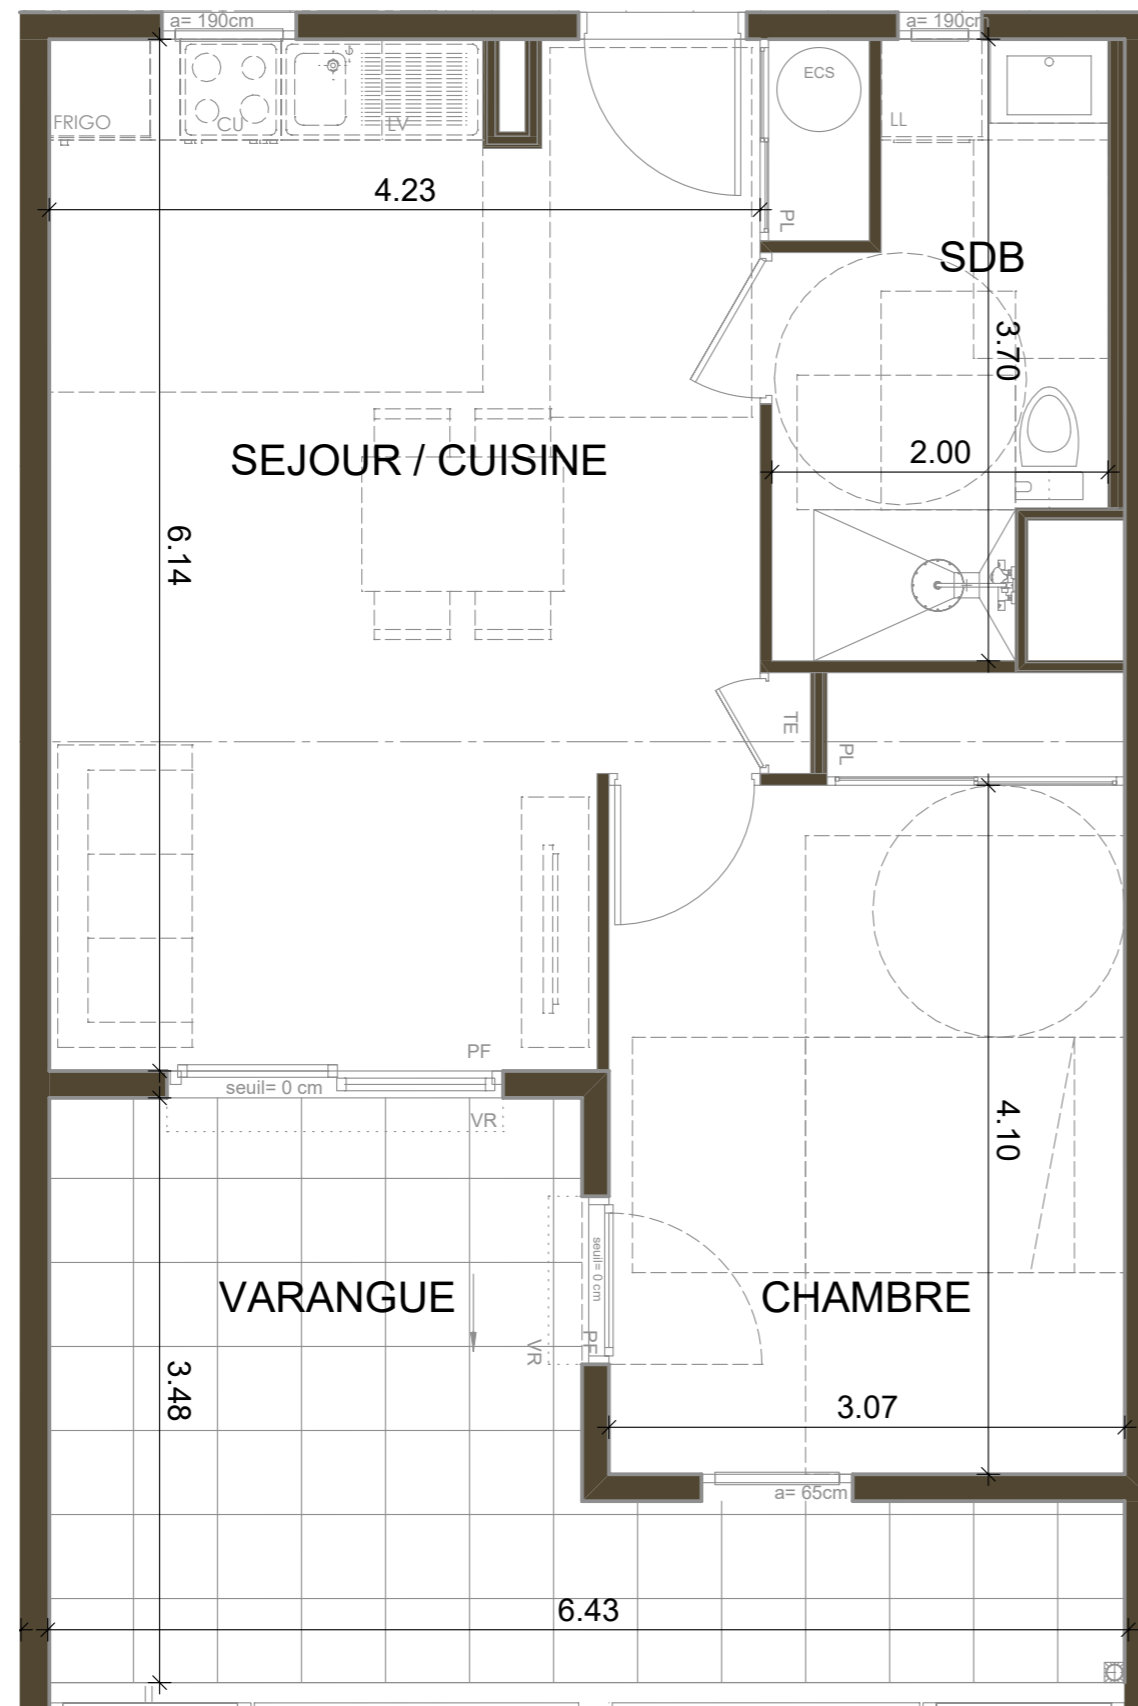 a= 190cm
a= 190cm
ECS
FRIGO
CU
LV
LL
4.23
PL
SDB
3.70
SEJOUR / CUISINE
2.00
6.14
TE
PL
PF
seuil= 0 cm
VR
4.10
seuil= 0 cm
VARANGUE
CHAMBRE
PF
VR
3.48
3.07
a= 65cm
6.43